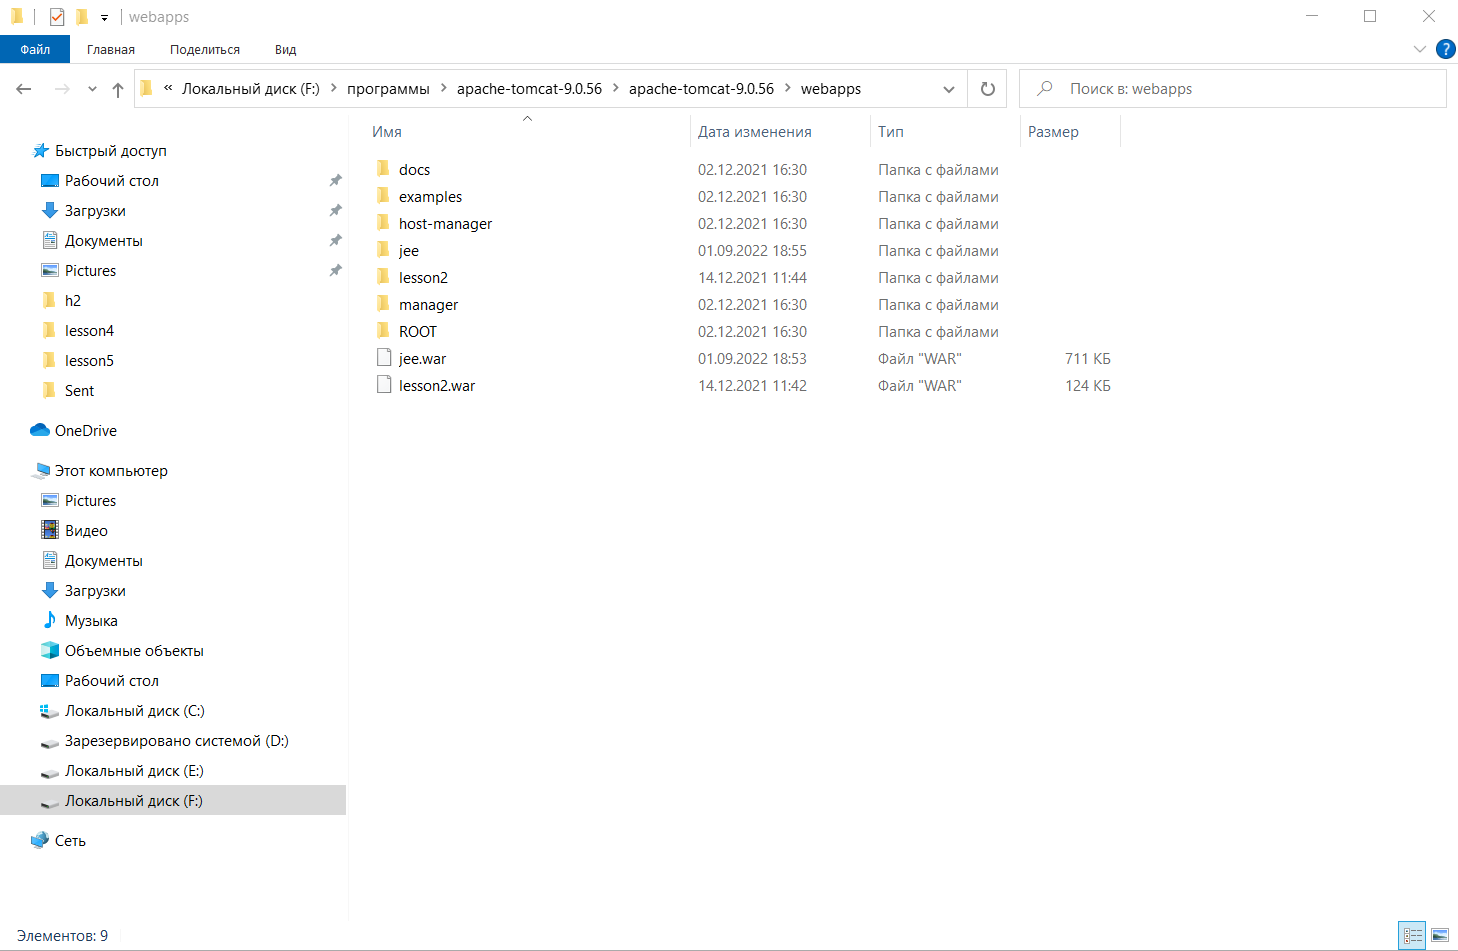 webapps
Файл Главная Поделиться Вид ?
« Локальный диск (F:) > программы > apache-tomcat-9.0.56 > apache-tomcat-9.0.56 > webapps
Поиск в: webapps
Быстрый доступ
Рабочий стол
Загрузки
Документы
Pictures
h2
lesson4
lesson5
Sent
OneDrive
Этот компьютер
Pictures
Видео
Документы
Загрузки
Музыка
Объемные объекты
Рабочий стол
Локальный диск (C:)
Зарезервировано системой (D:)
Локальный диск (E:)
Локальный диск (F:)
Сеть
Имя Дата изменения Тип Размер
docs 02.12.2021 16:30 Папка с файлами
examples 02.12.2021 16:30 Папка с файлами
host-manager 02.12.2021 16:30 Папка с файлами
jee 01.09.2022 18:55 Папка с файлами
lesson2 14.12.2021 11:44 Папка с файлами
manager 02.12.2021 16:30 Папка с файлами
ROOT 02.12.2021 16:30 Папка с файлами
jee.war 01.09.2022 18:53 Файл "WAR" 711 КБ
lesson2.war 14.12.2021 11:42 Файл "WAR" 124 КБ
Элементов: 9